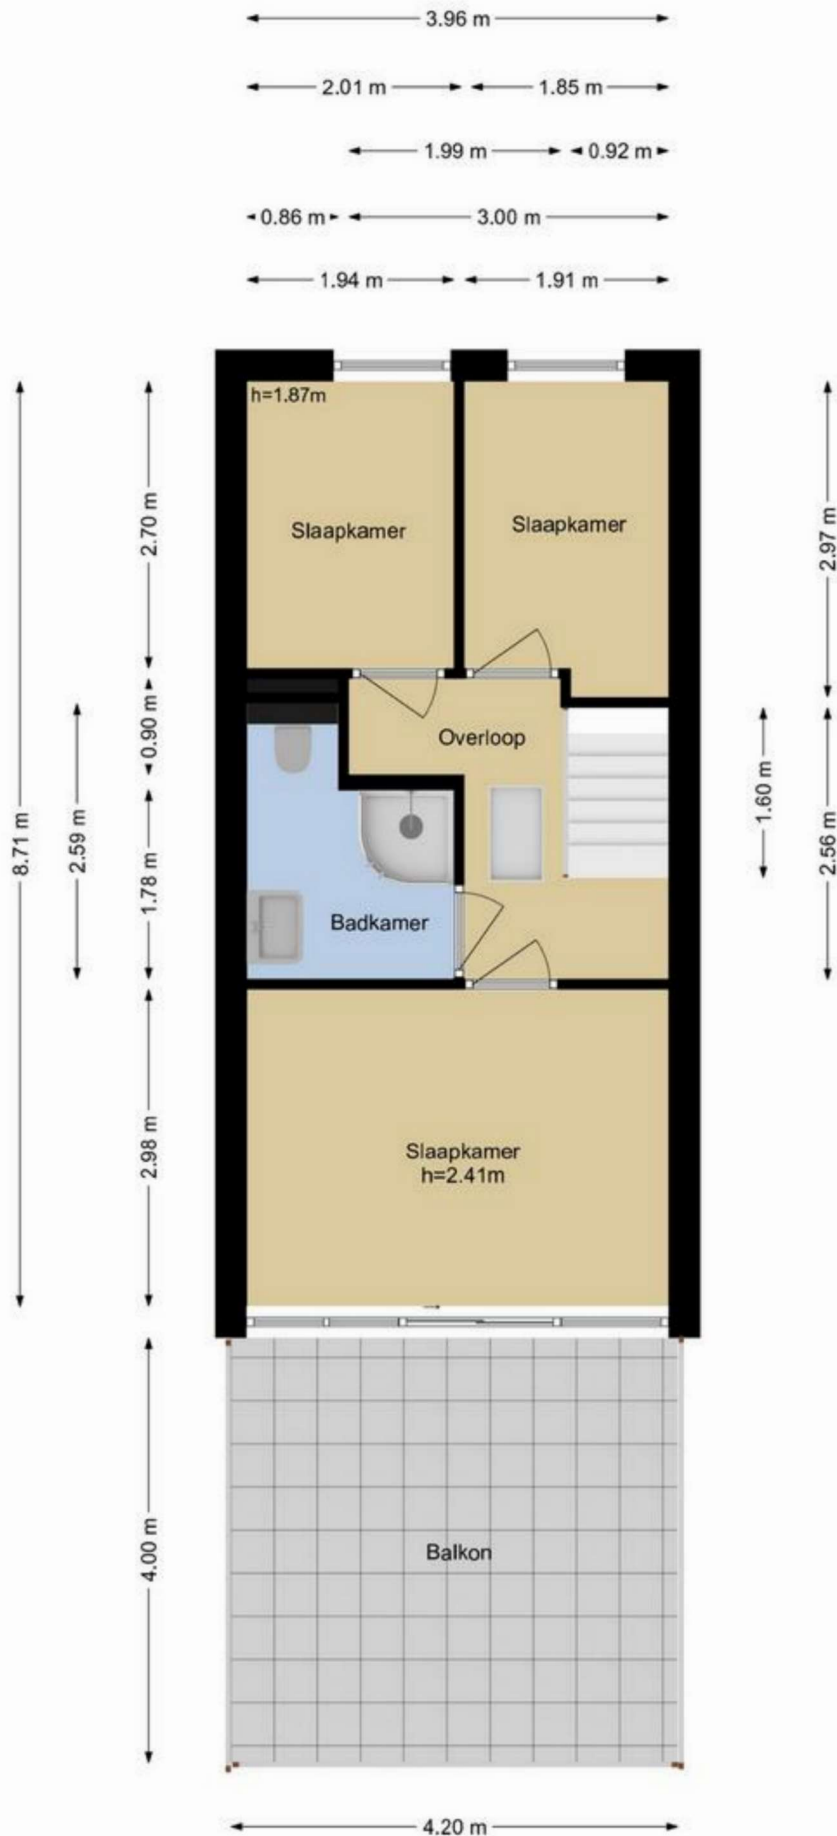 3.96 m
2.01 m 1.85 m
1.99 m 0.92 m
0.86 m 3.00 m
1.94 m 1.91 m
h=1.87m
Slaapkamer
Slaapkamer
2.70 m
2.97 m
0.90 m
Overloop
8.71 m
2.59 m
1.60 m
2.56 m
1.78 m
Badkamer
2.98 m
Slaapkamer
h=2.41m
4.00 m
Balkon
4.20 m